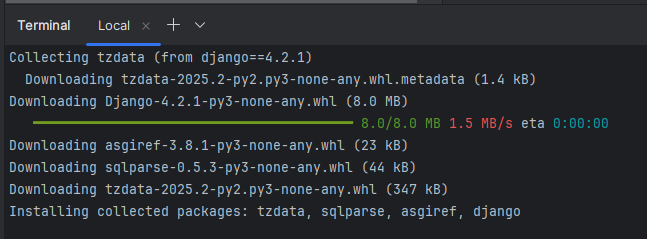 Terminal Local × +
Collecting tzdata (from django==4.2.1)
Downloading tzdata-2025.2-py2.py3-none-any.whl.metadata (1.4 kB)
Downloading Django-4.2.1-py3-none-any.whl (8.0 MB)
8.0/8.0 MB 1.5 MB/s eta 0:00:00
Downloading asgiref-3.8.1-py3-none-any.whl (23 kB)
Downloading sqlparse-0.5.3-py3-none-any.whl (44 kB)
Downloading tzdata-2025.2-py2.py3-none-any.whl (347 kB)
Installing collected packages: tzdata, sqlparse, asgiref, django